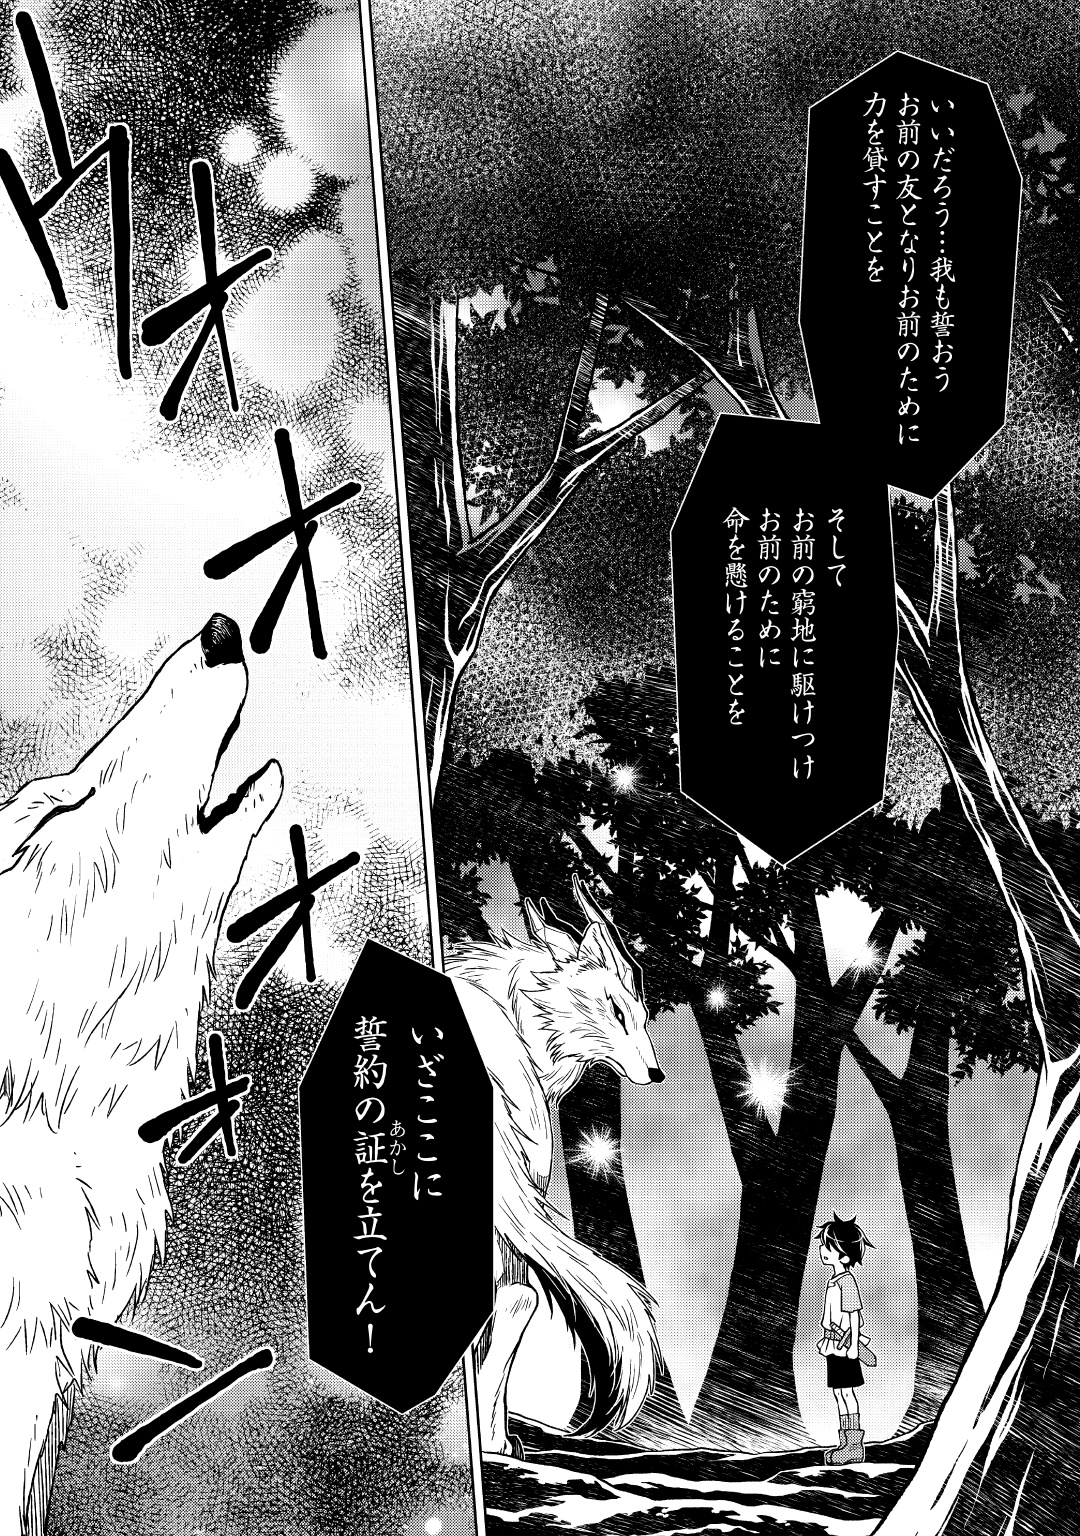 いいだろう…我も誓おう
お前の友となりお前のために
力を貸すことを
そして
お前の窮地に駆けつけ
お前のために
命を懸けることを
いざここに
誓約の証を立てん！
あかし
ウオオオオオン